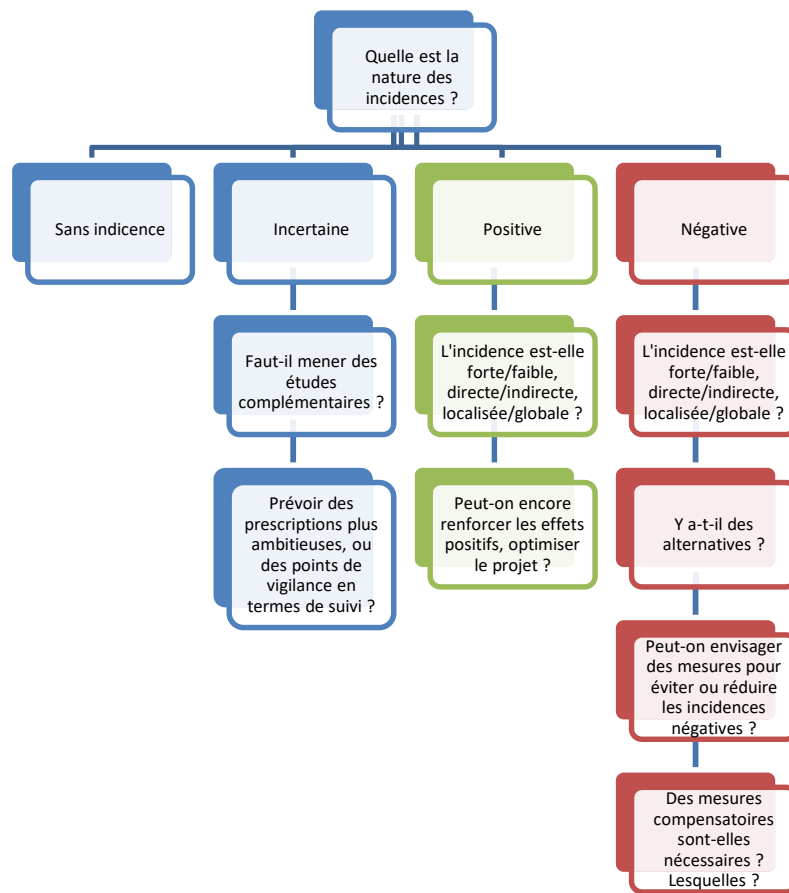 Quelle est la
nature des
incidences ?
Sans indicence
Incertaine
Positive
Négative
Faut-il mener des
études
complémentaires ?
L'incidence est-elle
forte/faible,
directe/indirecte,
localisée/globale ?
L'incidence est-elle
forte/faible,
directe/indirecte,
localisée/globale ?
Prévoir des
prescriptions plus
ambitieuses, ou
des points de
vigilance en
termes de suivi ?
Peut-on encore
renforcer les effets
positifs, optimiser
le projet ?
Y a-t-il des
alternatives ?
Peut-on envisager
des mesures pour
éviter ou réduire
les incidences
négatives ?
Des mesures
compensatoires
sont-elles
nécessaires ?
Lesquelles ?